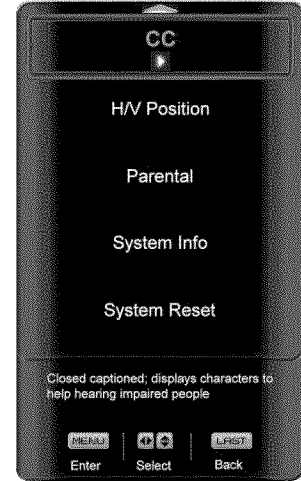 CC
H/V Position
Parental
System Info
System Reset
Closed captioned; displays characters to
help hearing impaired people
MENU LAST
Enter Select Back